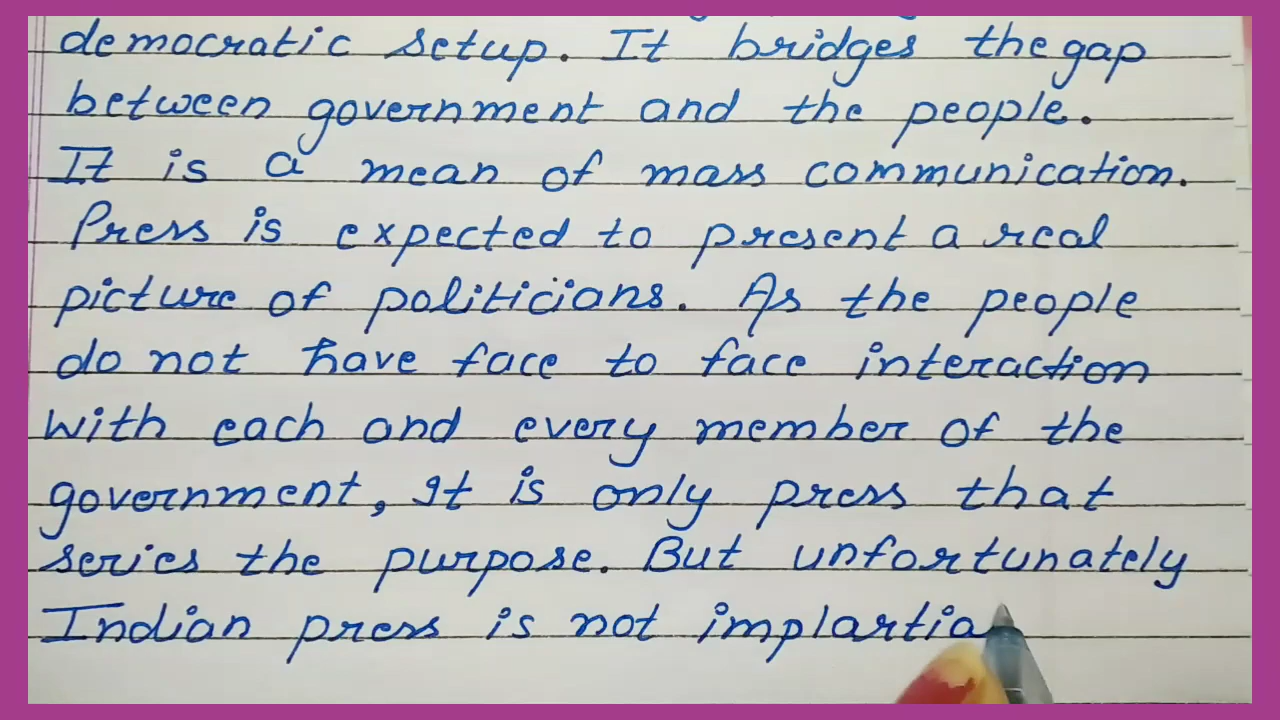 democratic setup. It bridges the gap
between government and the people.
It is a mean of mass communication.
Press is expected to present a real
picture of politicians. As the people
do not have face to face interaction
with each and every member of the
government, It is only press that
series the purpose. But unfortunately
Indian press is not implartia